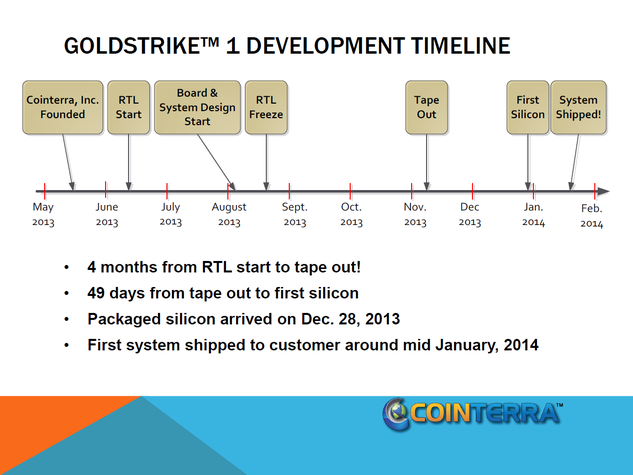 GOLDSTRIKE™ 1 DEVELOPMENT TIMELINE
Cointerra, Inc.
Founded
RTL
Start
Board &
System Design
Start
RTL
Freeze
Tape
Out
First
Silicon
System
Shipped!
May
2013
June
2013
July
2013
August
2013
Sept.
2013
Oct.
2013
Nov.
2013
Dec
2013
Jan.
2014
Feb.
2014
• 4 months from RTL start to tape out!
• 49 days from tape out to first silicon
• Packaged silicon arrived on Dec. 28, 2013
• First system shipped to customer around mid January, 2014
COINTERRA™